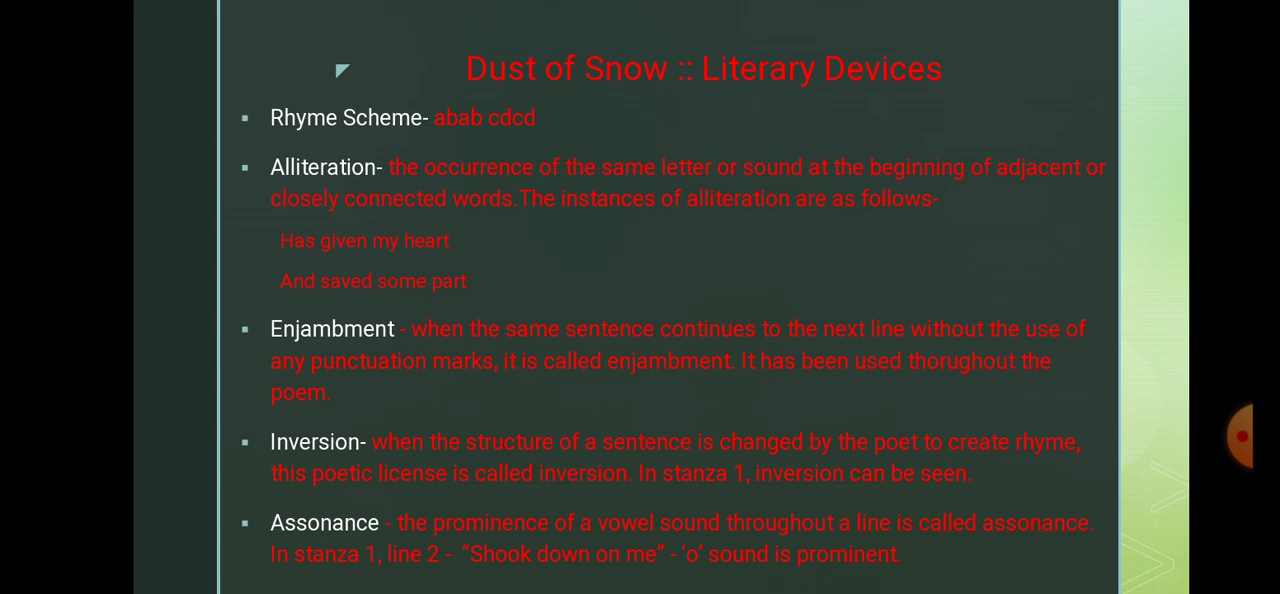 Dust of Snow :: Literary Devices
Rhyme Scheme- abab cdcd
Alliteration- the occurrence of the same letter or sound at the beginning of adjacent or
closely connected words.The instances of alliteration are as follows-
Has given my heart
And saved some part
Enjambment - when the same sentence continues to the next line without the use of
any punctuation marks, it is called enjambment. It has been used thorughout the
poem.
Inversion- when the structure of a sentence is changed by the poet to create rhyme,
this poetic license is called inversion. In stanza 1, inversion can be seen.
Assonance - the prominence of a vowel sound throughout a line is called assonance.
In stanza 1, line 2 - “Shook down on me” - ‘o’ sound is prominent.